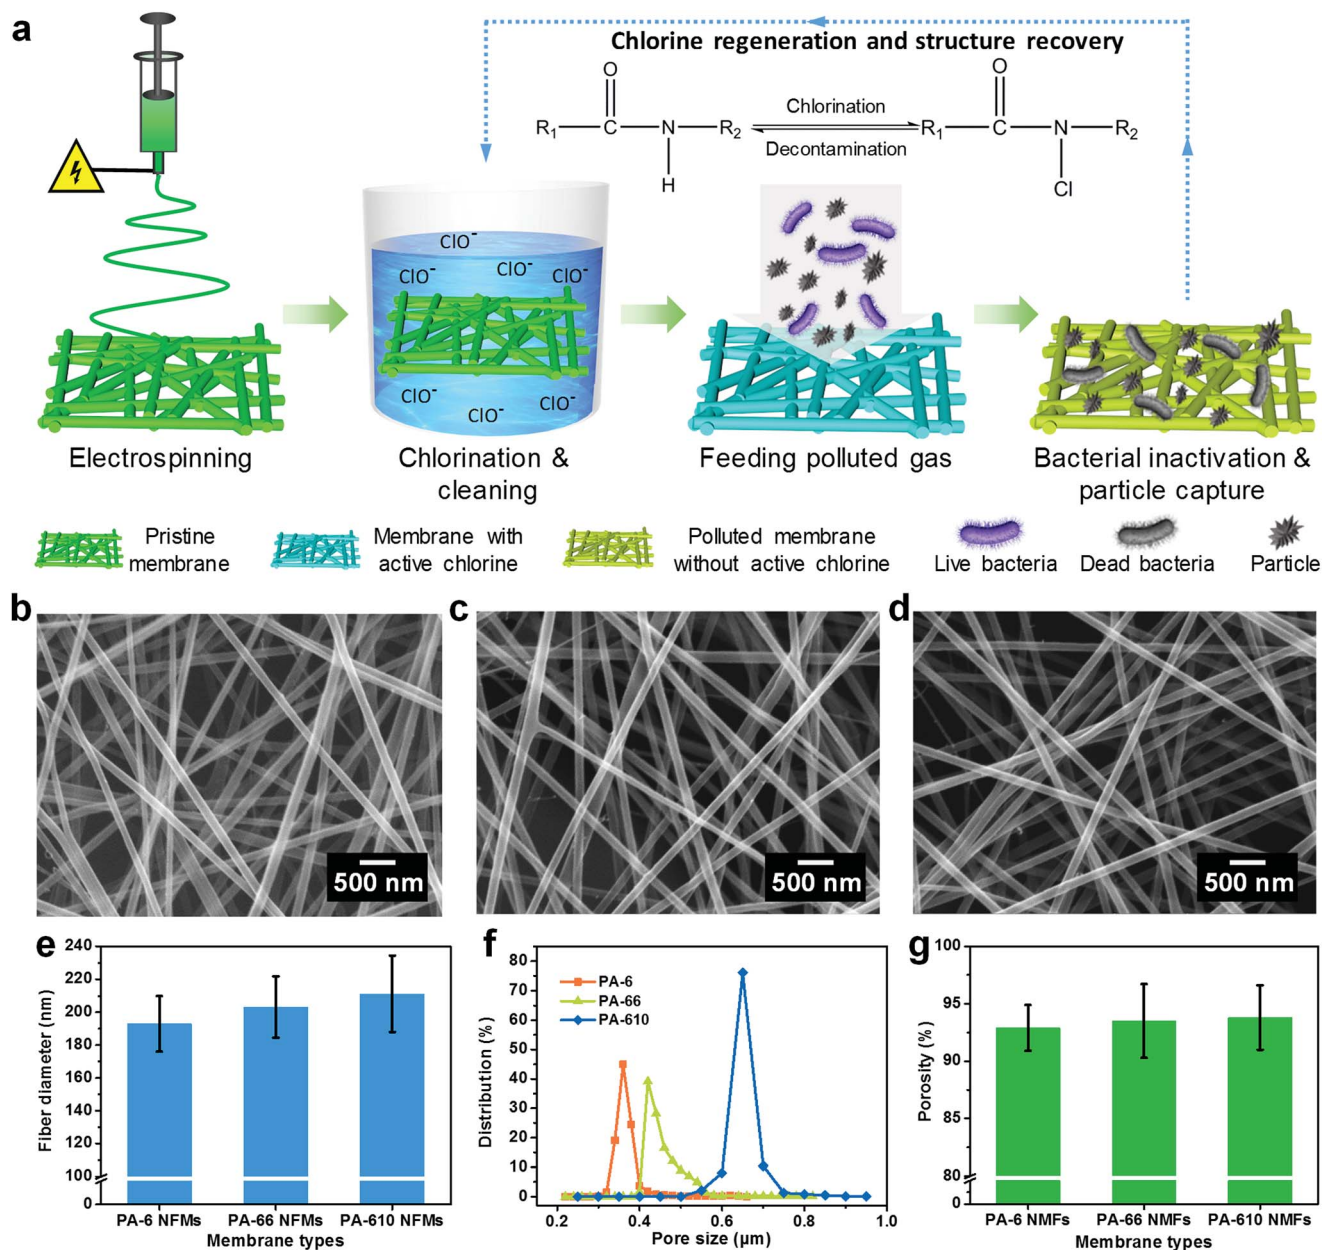 a
Chlorine regeneration and structure recovery
O
R1 C N R2
H
Chlorination
Decontamination
O
R1 C N R2
Cl
ClO-
ClO-
ClO-
ClO-
ClO-
ClO-
ClO-
Electrospinning
Chlorination &
cleaning
Feeding polluted gas
Bacterial inactivation &
particle capture
Pristine
membrane
Membrane with
active chlorine
Polluted membrane
without active chlorine
Live bacteria
Dead bacteria
Particle
b
500 nm
c
500 nm
d
500 nm
e
Fiber diameter (nm)
240
220
200
180
160
140
120
100
0
PA-6 NFMs PA-66 NFMs PA-610 NFMs
Membrane types
f
Distribution (%)
80
70
60
50
40
30
20
10
0
PA-6
PA-66
PA-610
0.2 0.4 0.6 0.8 1.0
Pore size (μm)
g
Porosity (%)
100
95
90
85
80
0
PA-6 NMFs PA-66 NMFs PA-610 NMFs
Membrane types